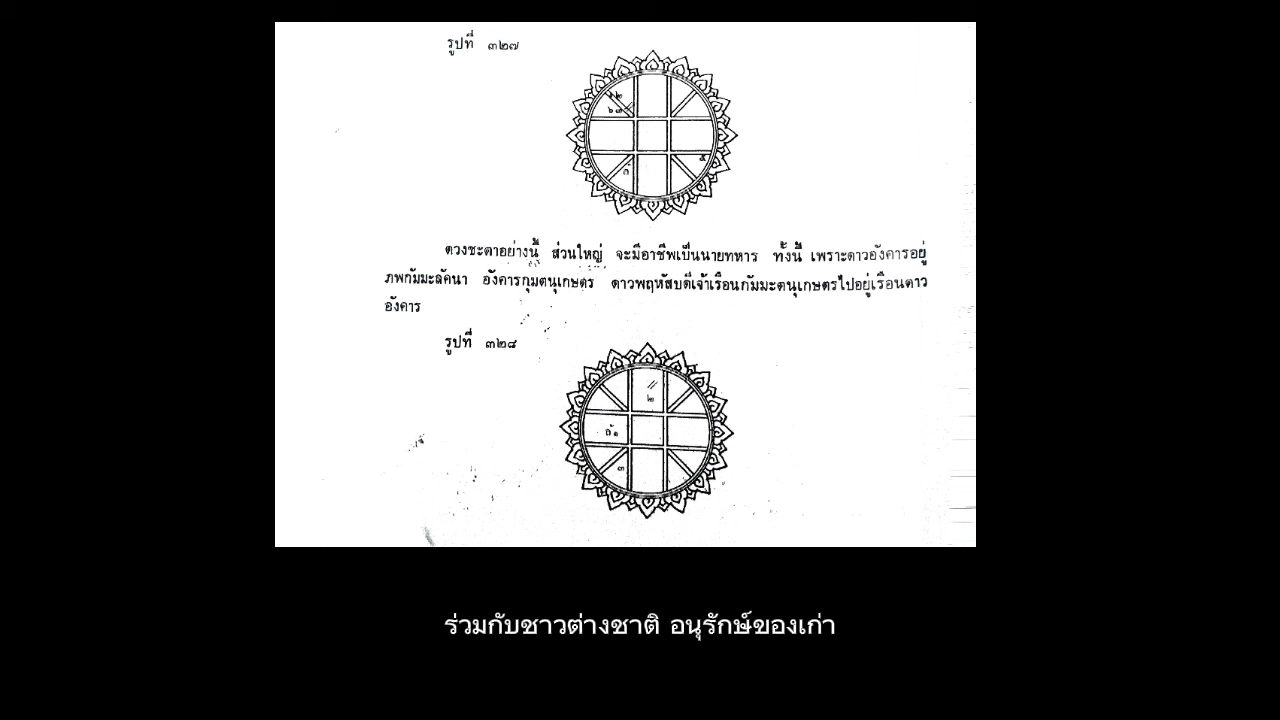 รูปที่ ๓๒๗
ดวงชะตาอย่างนี้ ส่วนใหญ่ จะมีอาชีพเป็นนายทหาร ทั้งนี้ เพราะดาวอังคารอยู่
ภพกัมมะลัคนา อังคารกุมตนุเกษตร ดาวพฤหัสบดีเจ้าเรือนกัมมะตนุเกษตรไปอยู่เรือนดาว
อังคาร
รูปที่ ๓๒๘
๒
๓
ร่วมกับชาวต่างชาติ อนุรักษ์ของเก่า